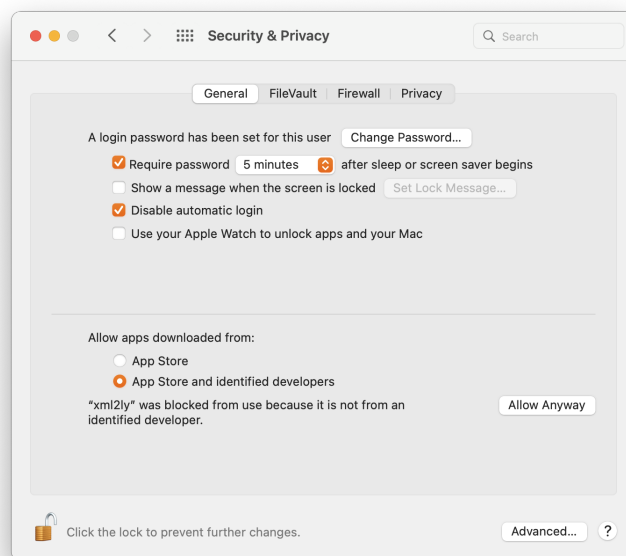 Security & Privacy
Search
General FileVault Firewall Privacy
A login password has been set for this user Change Password...
Require password 5 minutes after sleep or screen saver begins
Show a message when the screen is locked Set Lock Message...
Disable automatic login
Use your Apple Watch to unlock apps and your Mac
Allow apps downloaded from:
App Store
App Store and identified developers
“xml2ly” was blocked from use because it is not from an
identified developer.
Allow Anyway
Click the lock to prevent further changes.
Advanced... ?